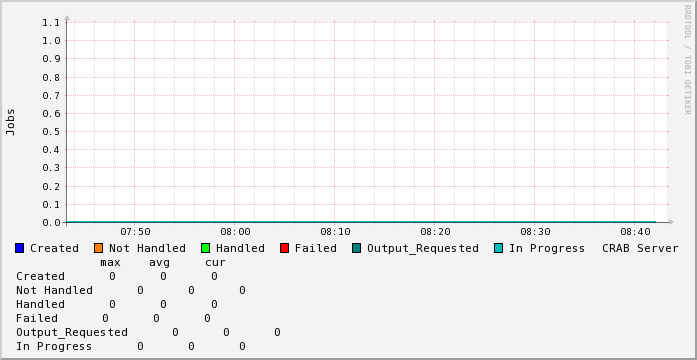 RRDTOOL / TOBI OETIKER
Jobs
1.1
1.0
0.9
0.8
0.7
0.6
0.5
0.4
0.3
0.2
0.1
0.0
07:50 08:00 08:10 08:20 08:30 08:40
Created Not Handled Handled Failed Output_Requested In Progress CRAB Server
max avg cur
Created 0 0 0
Not Handled 0 0 0
Handled 0 0 0
Failed 0 0 0
Output_Requested 0 0 0
In Progress 0 0 0